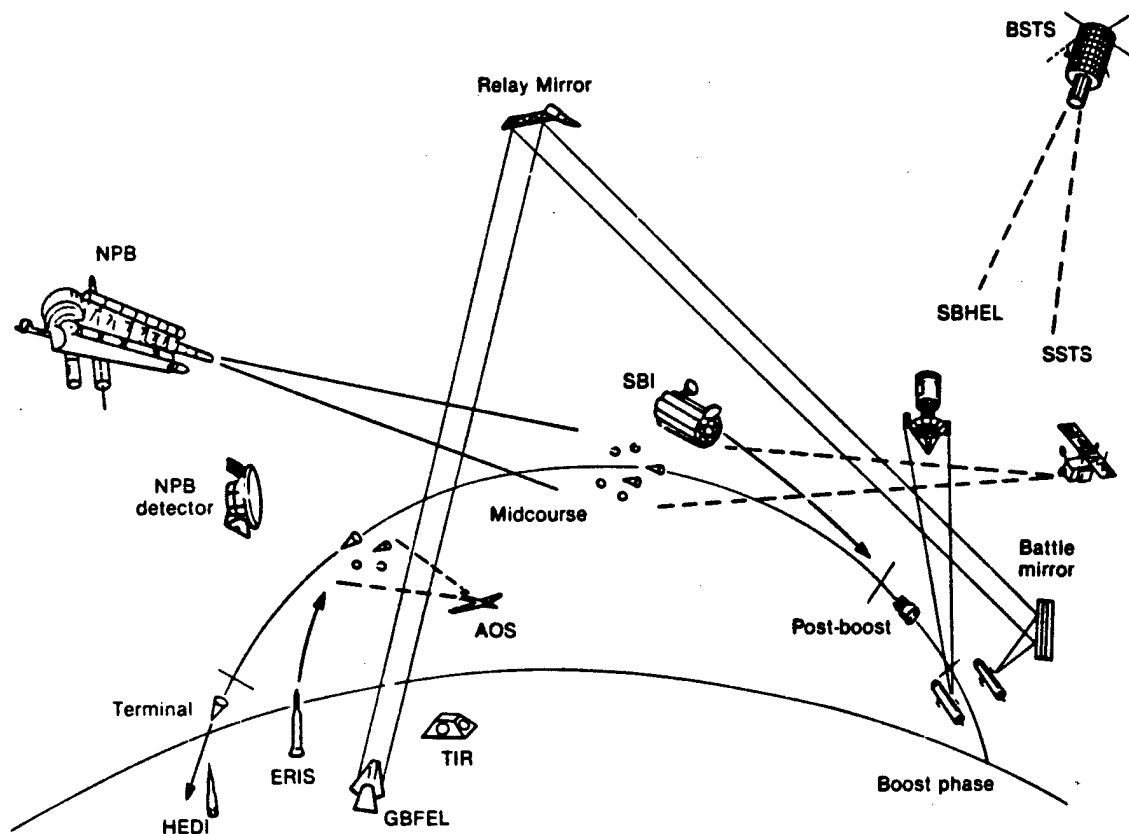 BSTS
Relay Mirror
NPB
SBHEL
SSTS
SBI
NPB
detector
Midcourse
Battle
mirror
AOS
Post-boost
Terminal
TIR
ERIS
Boost phase
GBFEL
HEDI